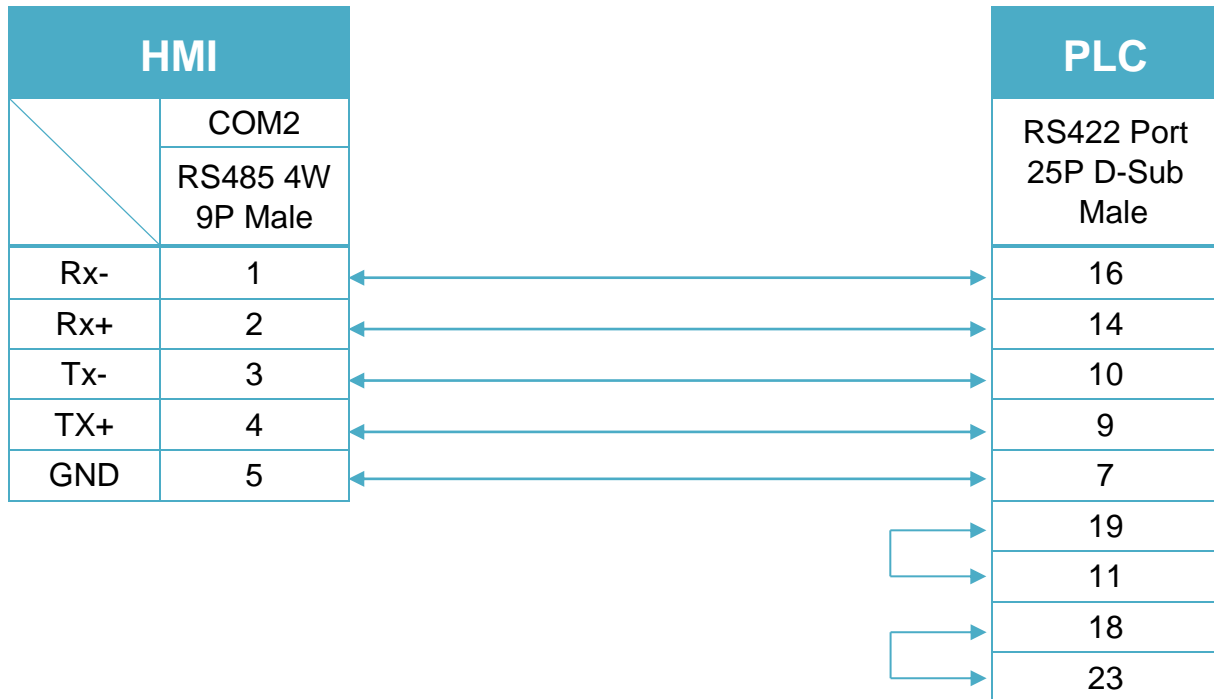 HMI
PLC
COM2
RS485 4W
9P Male
RS422 Port
25P D-Sub
Male
Rx- 1 16
Rx+ 2 14
Tx- 3 10
TX+ 4 9
GND 5 7
19
11
18
23